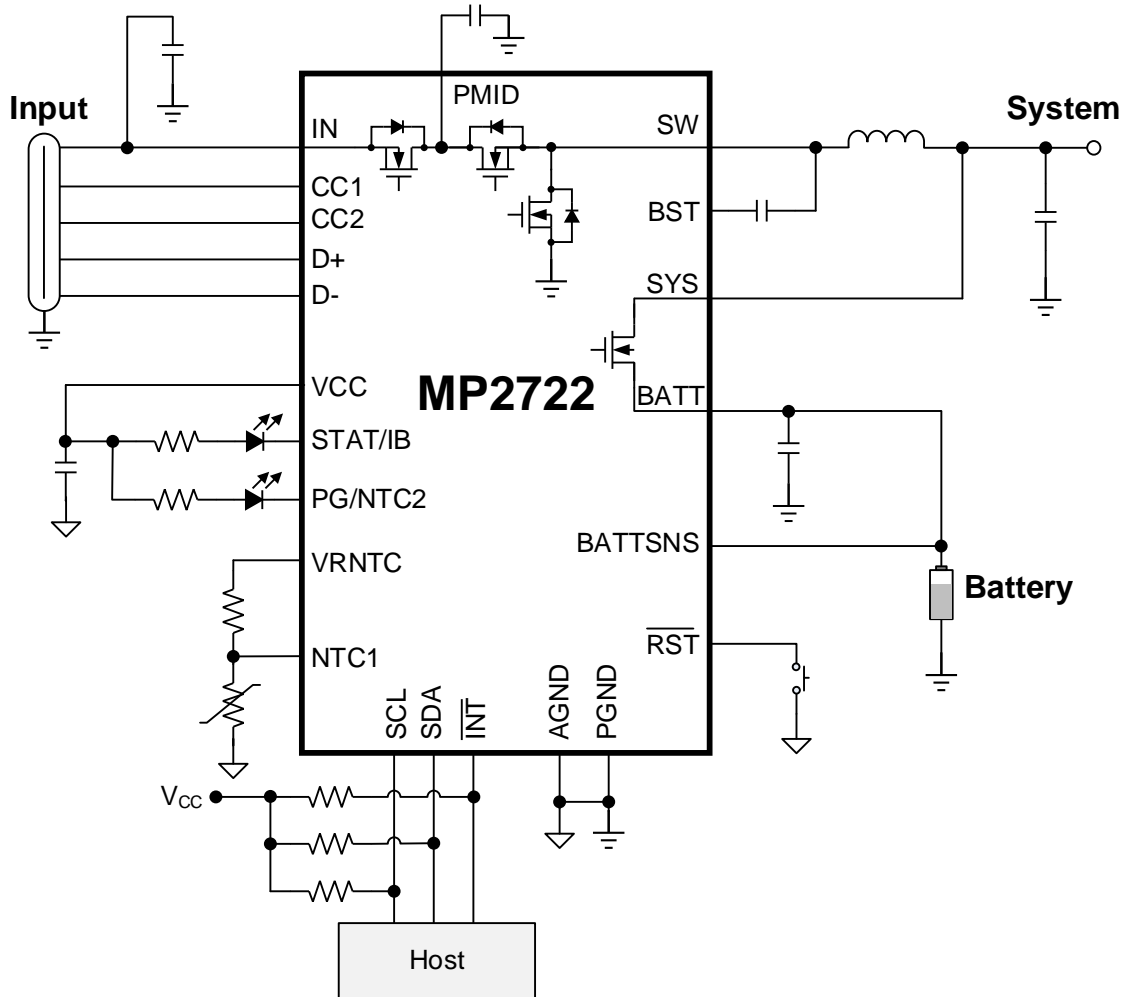 PMID
Input
System
IN
SW
CC1
CC2
BST
D+
D-
SYS
VCC
MP2722
BATT
STAT/IB
PG/NTC2
BATTSNS
VRNTC
Battery
RST
NTC1
SCL
SDA
INT
AGND
PGND
VCC
Host